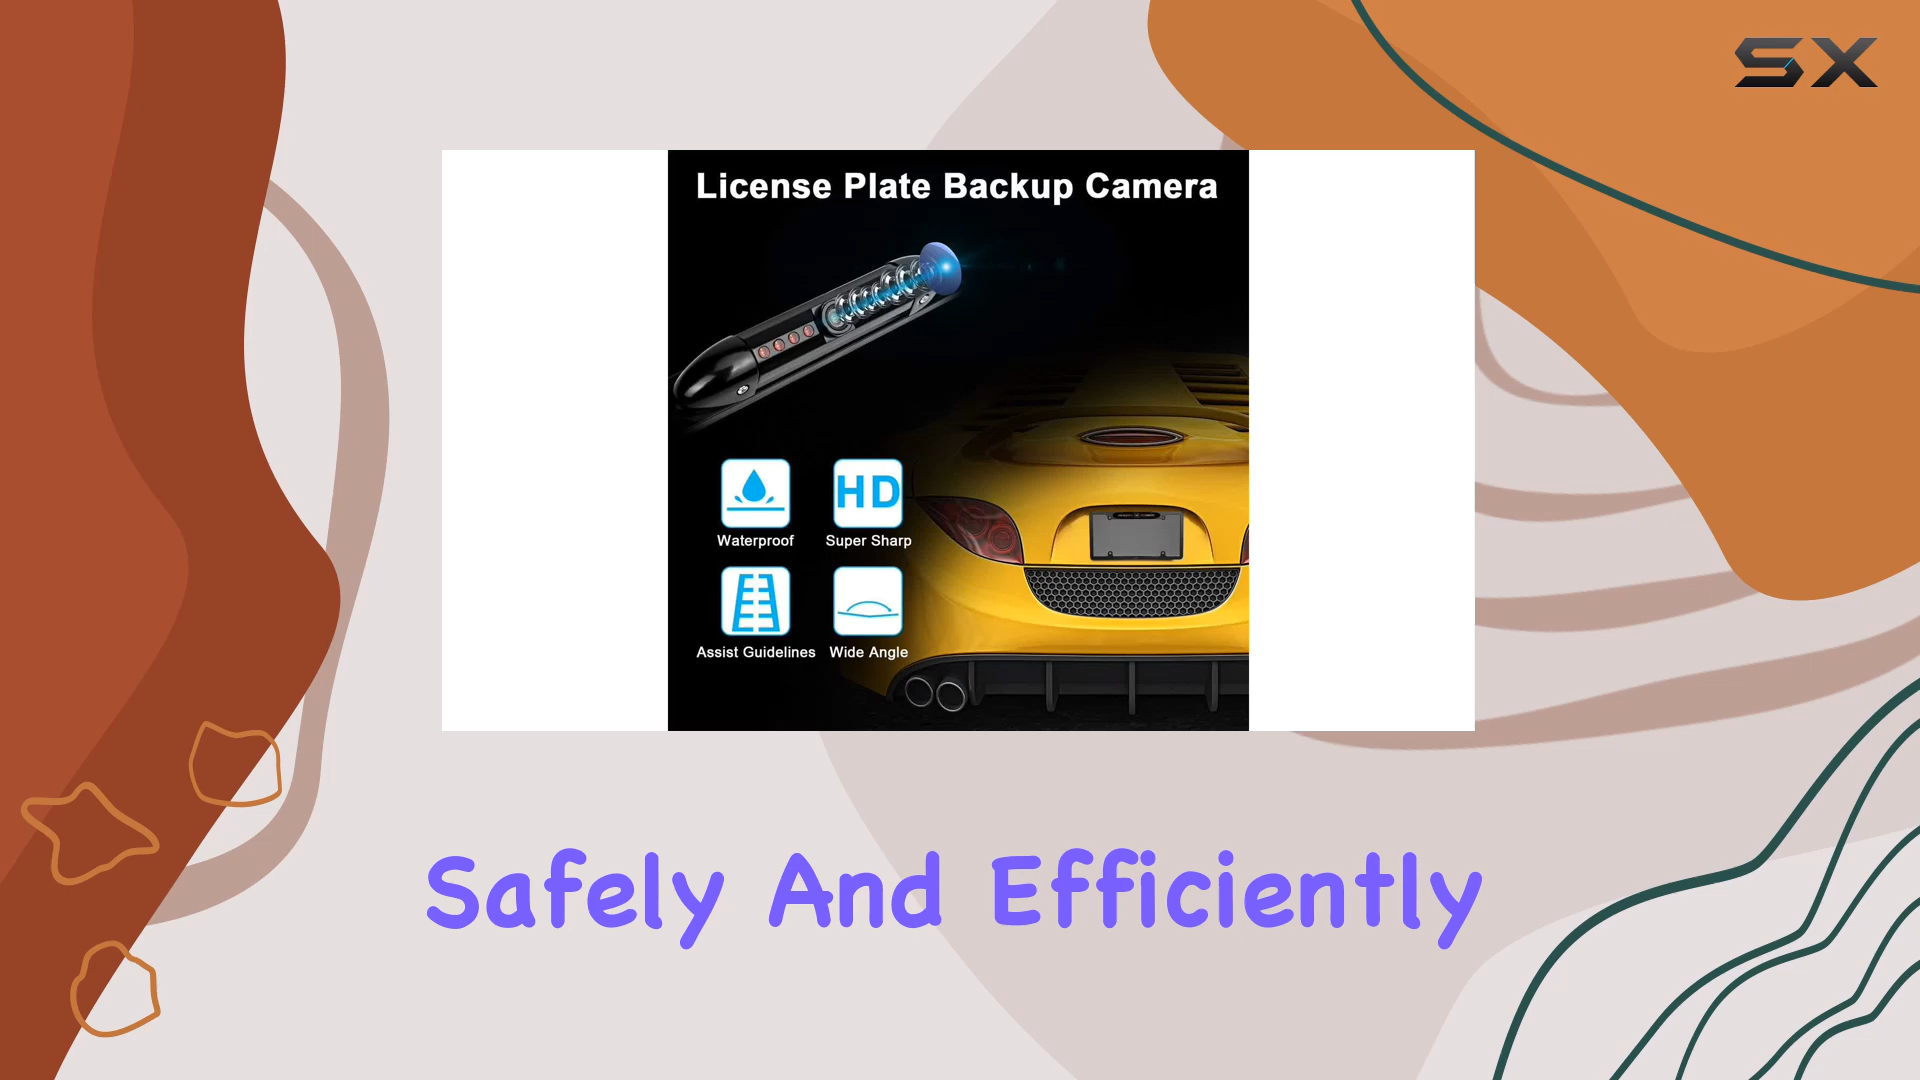 SX
License Plate Backup Camera
HD
Waterproof Super Sharp
Assist Guidelines Wide Angle
Safely And Efficiently